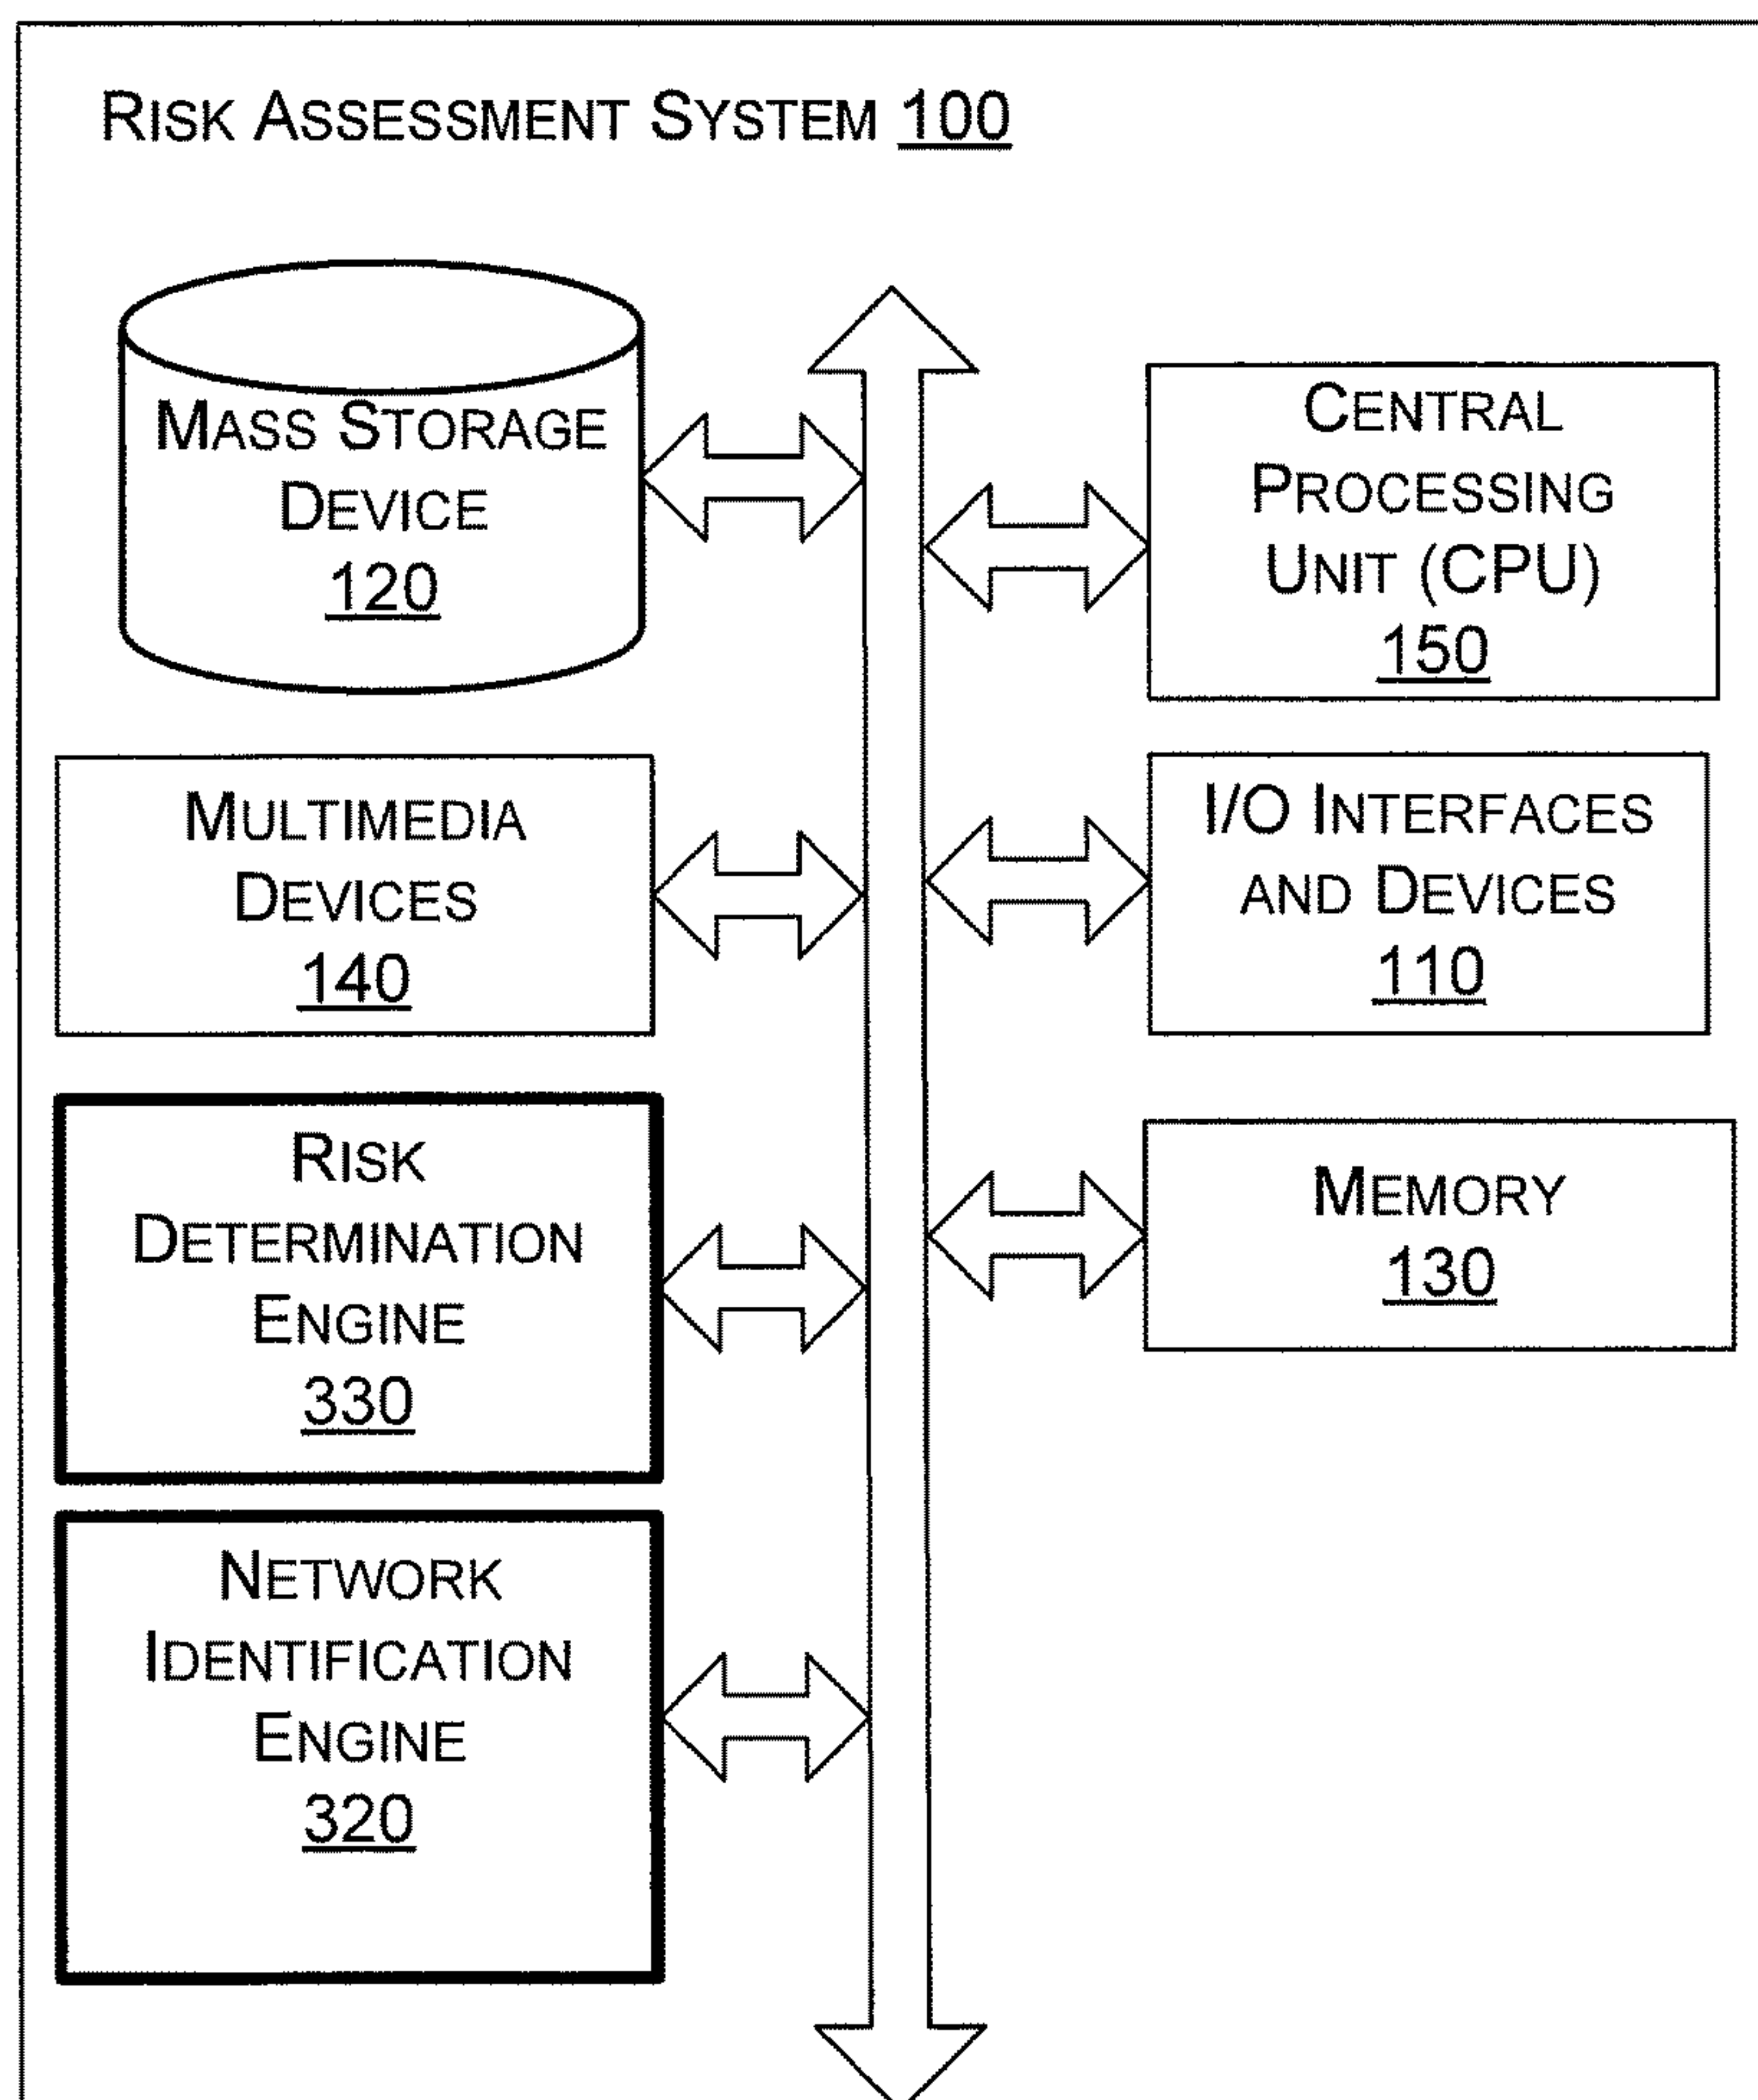 RISK ASSESSMENT SYSTEM 100
MASS STORAGE
DEVICE
120
CENTRAL
PROCESSING
UNIT (CPU)
150
MULTIMEDIA
DEVICES
140
I/O INTERFACES
AND DEVICES
110
RISK
DETERMINATION
ENGINE
330
MEMORY
130
NETWORK
IDENTIFICATION
ENGINE
320